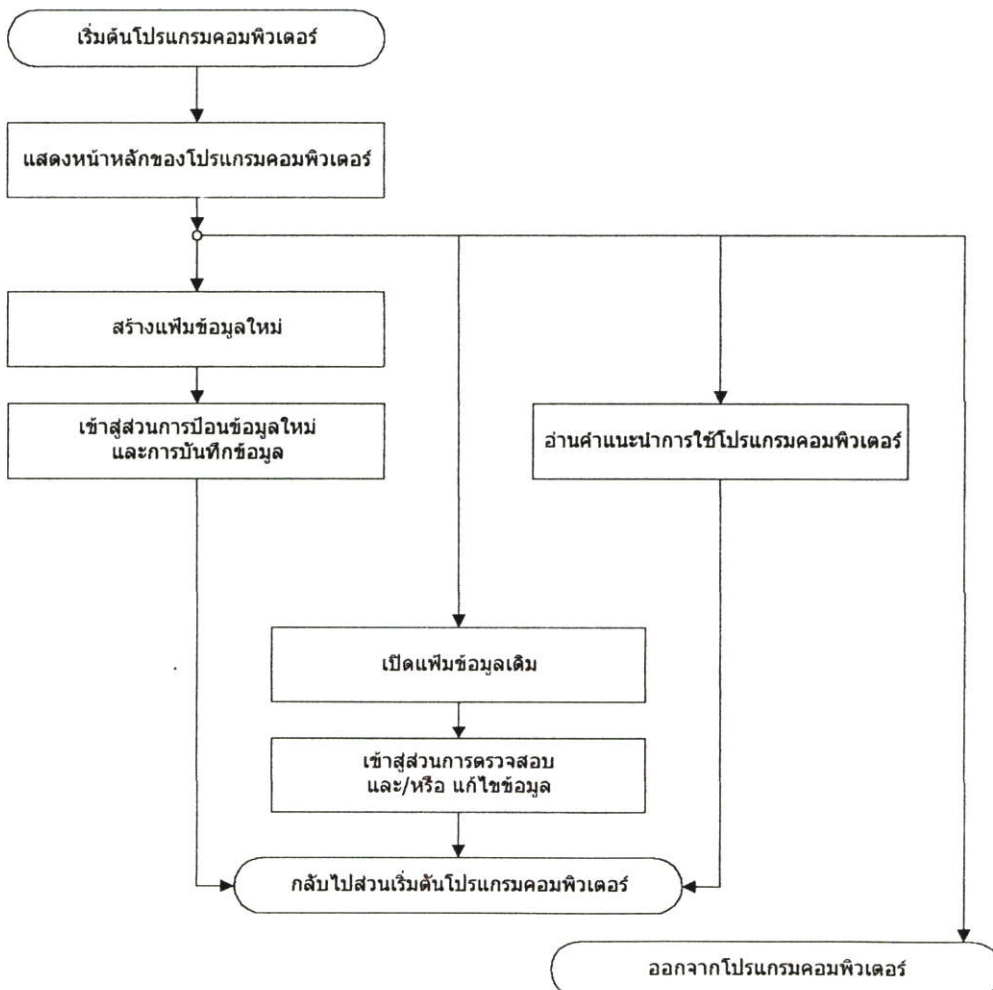 เริ่มต้นโปรแกรมคอมพิวเตอร์
แสดงหน้าหลักของโปรแกรมคอมพิวเตอร์
สร้างแฟ้มข้อมูลใหม่
เข้าสู่ส่วนการป้อนข้อมูลใหม่
และการบันทึกข้อมูล
อ่านคำแนะนำการใช้โปรแกรมคอมพิวเตอร์
เปิดแฟ้มข้อมูลเดิม
เข้าสู่ส่วนการตรวจสอบ
และ/หรือ แก้ไขข้อมูล
กลับไปส่วนเริ่มต้นโปรแกรมคอมพิวเตอร์
ออกจากโปรแกรมคอมพิวเตอร์